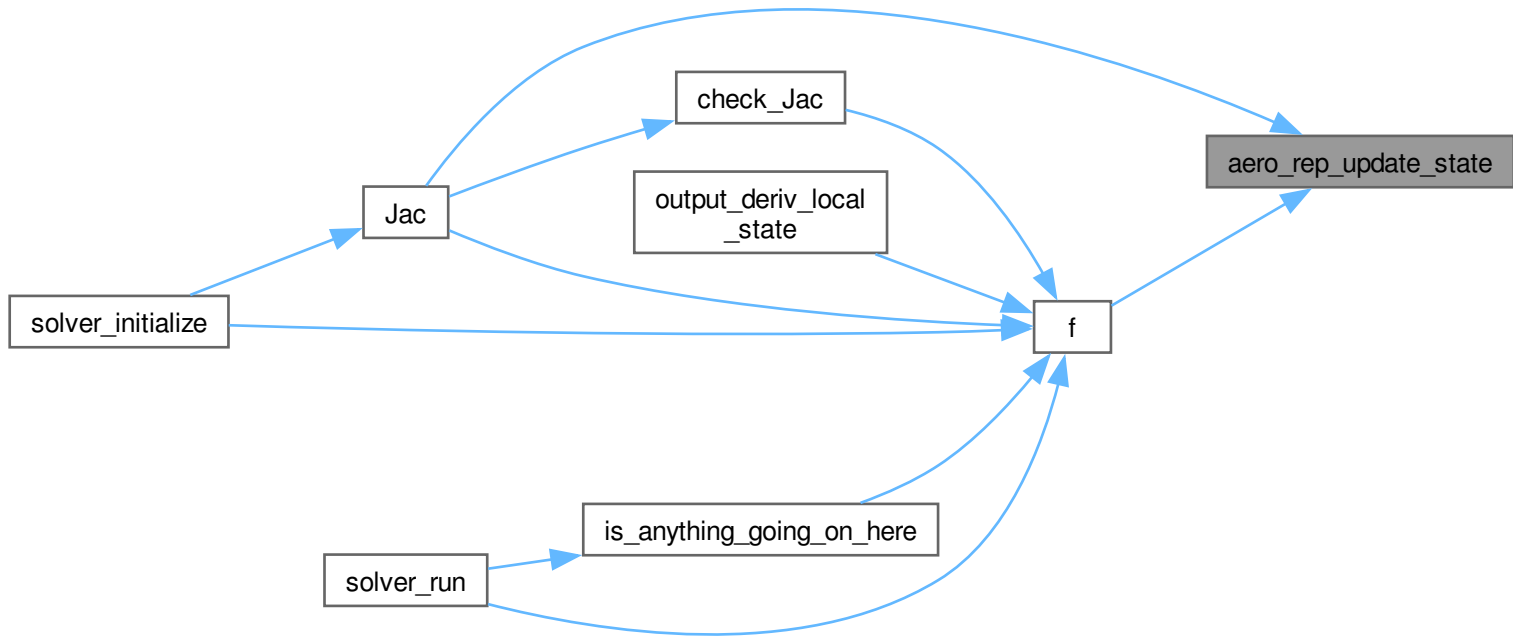 check_Jac
aero_rep_update_state
output_deriv_local
_state
Jac
solver_initialize
f
is_anything_going_on_here
solver_run